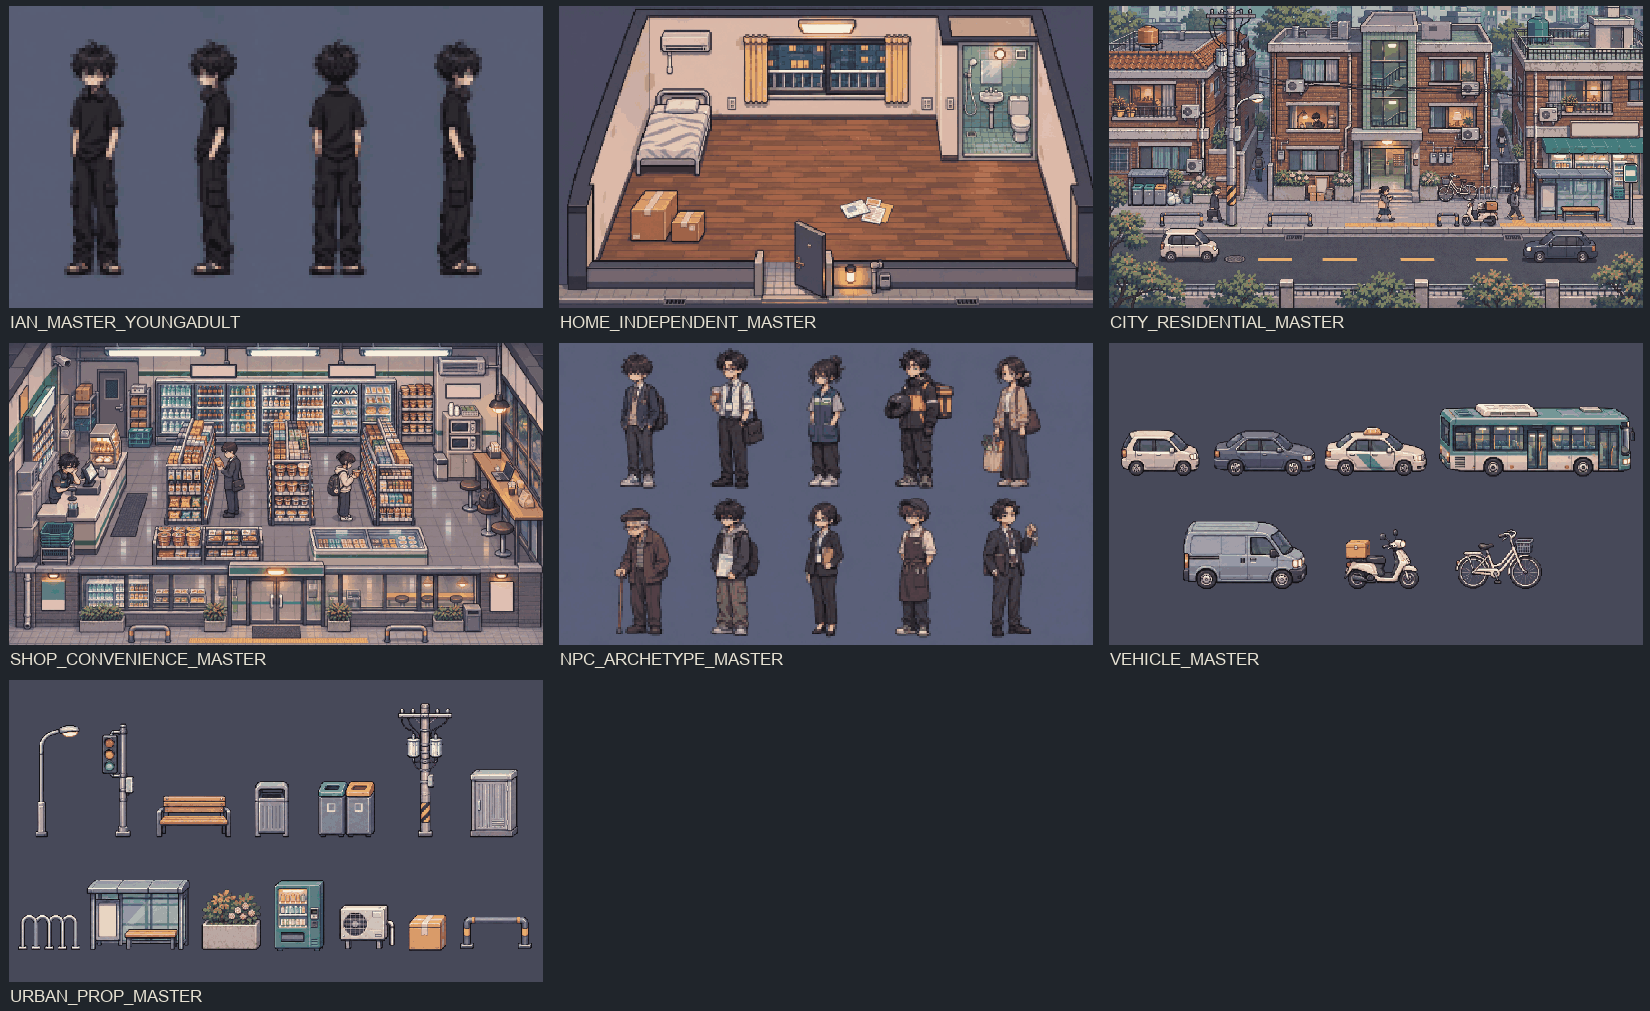 IAN_MASTER_YOUNGADULT
HOME_INDEPENDENT_MASTER
CITY_RESIDENTIAL_MASTER
SHOP_CONVENIENCE_MASTER
NPC_ARCHETYPE_MASTER
VEHICLE_MASTER
URBAN_PROP_MASTER